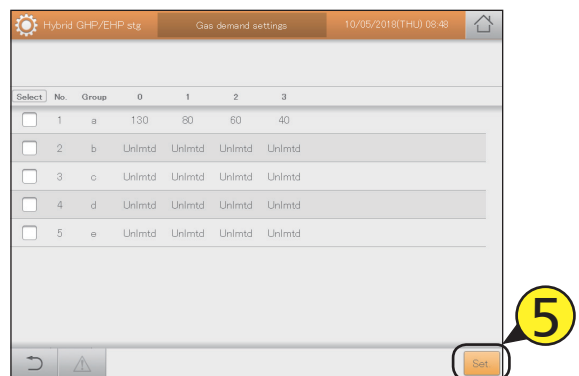 Hybrid GHP/EHP stg Gas demand settings 10/05/2018(THU) 08:48
Select No. Group 0 1 2 3
1 a 130 80 60 40
2 b Unlmtd Unlmtd Unlmtd Unlmtd
3 c Unlmtd Unlmtd Unlmtd Unlmtd
4 d Unlmtd Unlmtd Unlmtd Unlmtd
5 e Unlmtd Unlmtd Unlmtd Unlmtd
5
Set